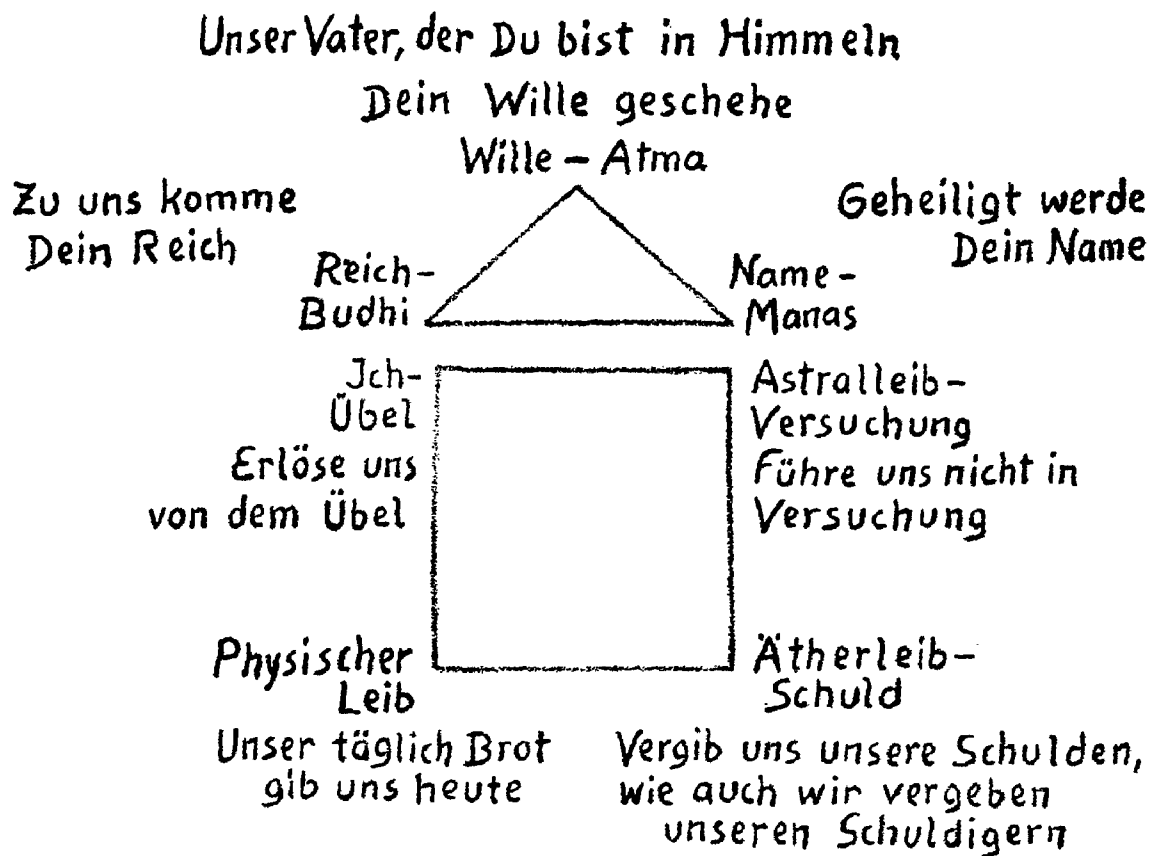 Unser Vater, der Du bist in Himmeln
Dein Wille geschehe
Wille – Atma
Zu uns komme
Dein Reich
Geheiligt werde
Dein Name
Reich-
Budhi
Name-
Manas
Jch-
Übel
Erlöse uns
von dem Übel
Astralleib-
Versuchung
Führe uns nicht in
Versuchung
Physischer
Leib
Unser täglich Brot
gib uns heute
Ätherleib-
Schuld
Vergib uns unsere Schulden,
wie auch wir vergeben
unseren Schuldigern